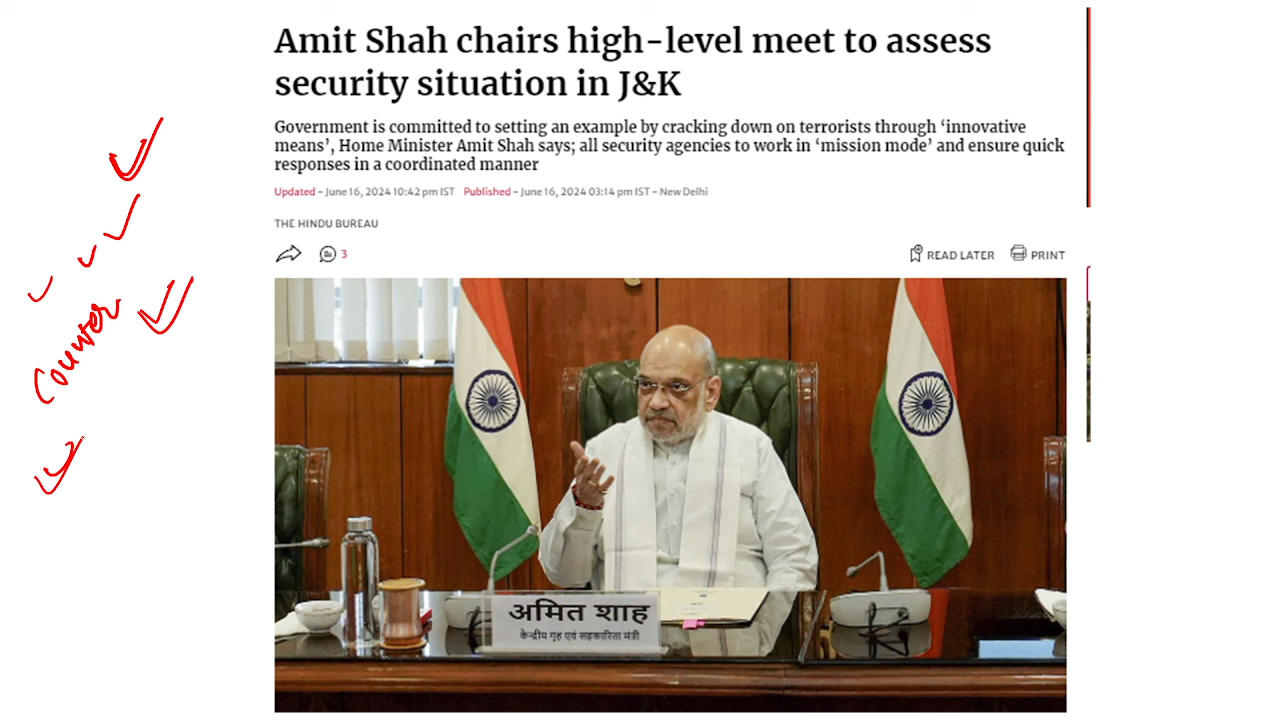 Amit Shah chairs high-level meet to assess
security situation in J&K
Government is committed to setting an example by cracking down on terrorists through ‘innovative
means’, Home Minister Amit Shah says; all security agencies to work in ‘mission mode’ and ensure quick
responses in a coordinated manner
Updated - June 16, 2024 10:42 pm IST Published - June 16, 2024 03:14 pm IST - New Delhi
THE HINDU BUREAU
3 READ LATER PRINT
अमित शाह
केन्द्रीय गृह एवं सहकारिता मंत्री